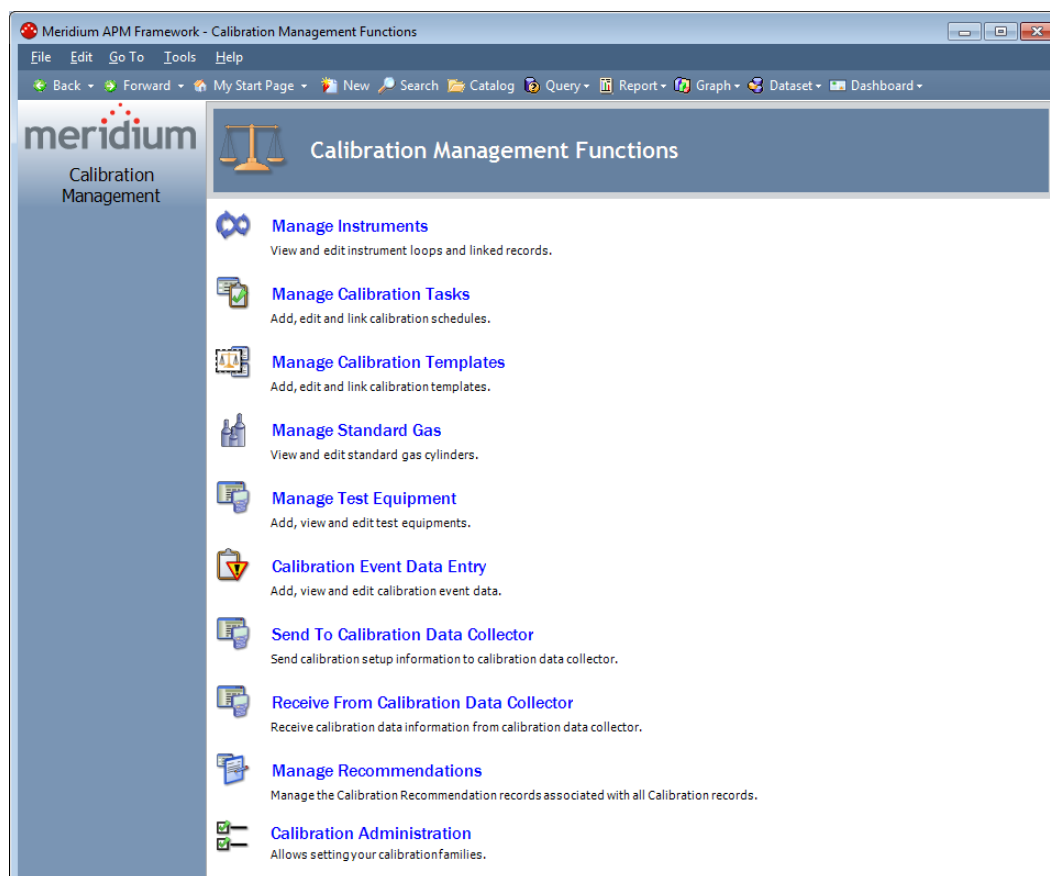 Meridium APM Framework - Calibration Management Functions
File Edit Go To Tools Help
Back Forward My Start Page New Search Catalog Query Report Graph Dataset Dashboard
meridium
Calibration
Management
Calibration Management Functions
Manage Instruments
View and edit instrument loops and linked records.
Manage Calibration Tasks
Add, edit and link calibration schedules.
Manage Calibration Templates
Add, edit and link calibration templates.
Manage Standard Gas
View and edit standard gas cylinders.
Manage Test Equipment
Add, view and edit test equipments.
Calibration Event Data Entry
Add, view and edit calibration event data.
Send To Calibration Data Collector
Send calibration setup information to calibration data collector.
Receive From Calibration Data Collector
Receive calibration data information from calibration data collector.
Manage Recommendations
Manage the Calibration Recommendation records associated with all Calibration records.
Calibration Administration
Allows setting your calibration families.